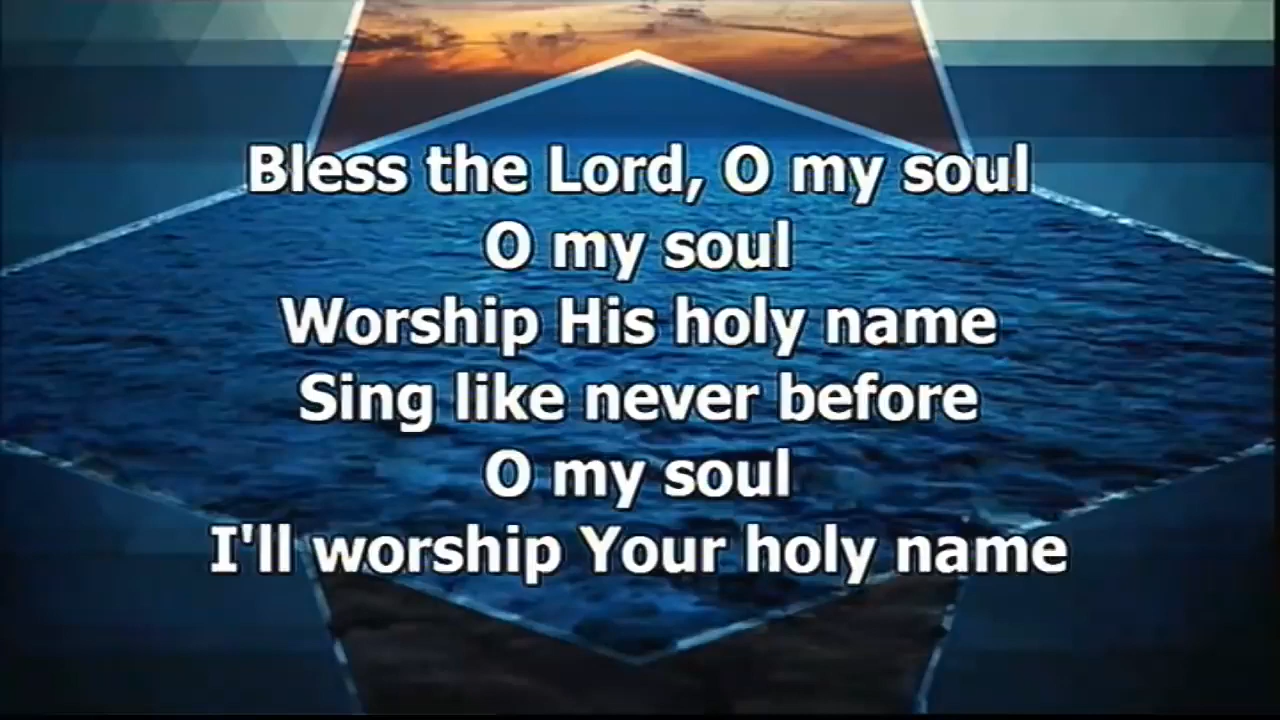 Bless the Lord, O my soul
O my soul
Worship His holy name
Sing like never before
O my soul
I'll worship Your holy name